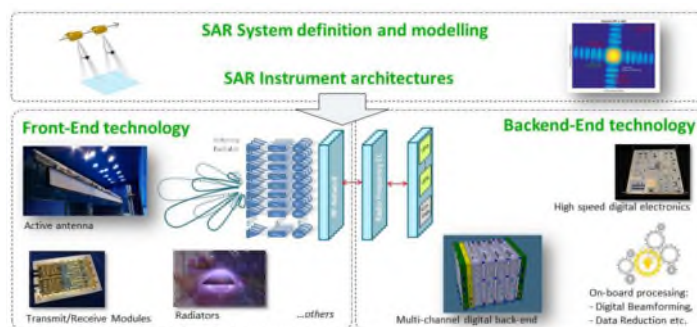 SAR System definition and modelling
SAR Instrument architectures
Front-End technology
Radiator
Active antenna
Transmit/Receive Modules
Radiators
...others
Backend-End technology
High speed digital electronics
Multi-channel digital back-end
On-board processing:
- Digital Beamforming,
- Data Reduction etc.